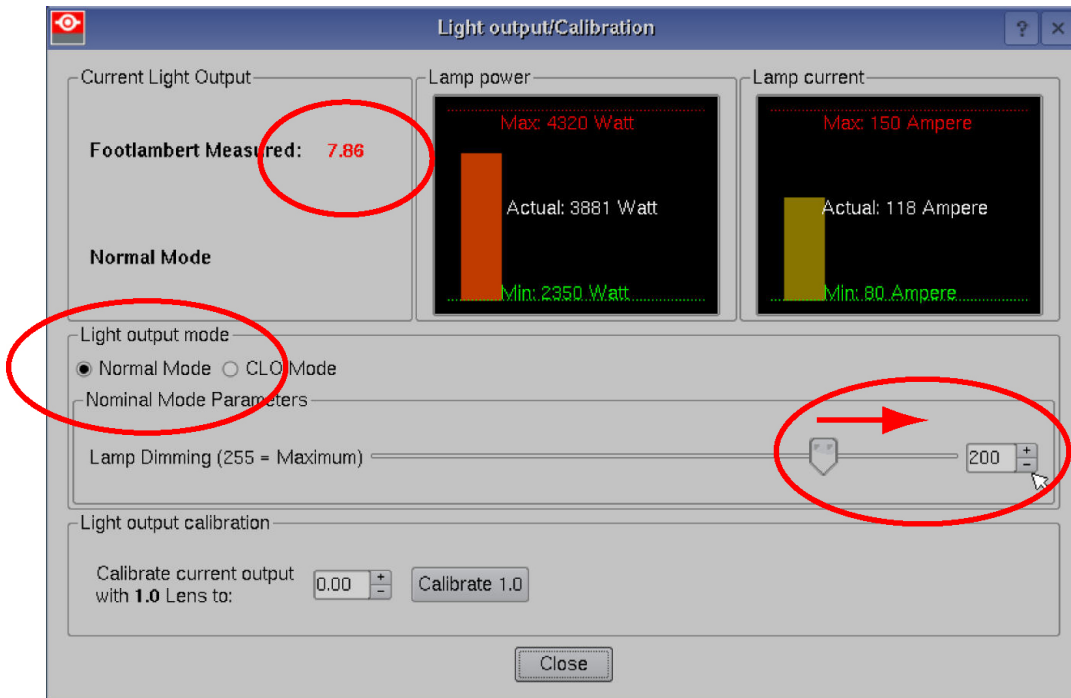 Light output/Calibration
?
×
Current Light Output
Footlambert Measured: 7.86
Normal Mode
Lamp power
Max: 4320 Watt
Actual: 3881 Watt
Min: 2350 Watt
Lamp current
Max: 150 Ampere
Actual: 118 Ampere
Min: 80 Ampere
Light output mode
Normal Mode CLO Mode
Nominal Mode Parameters
Lamp Dimming (255 = Maximum) 200 + −
Light output calibration
Calibrate current output
with 1.0 Lens to:
0.00 + −
Calibrate 1.0
Close